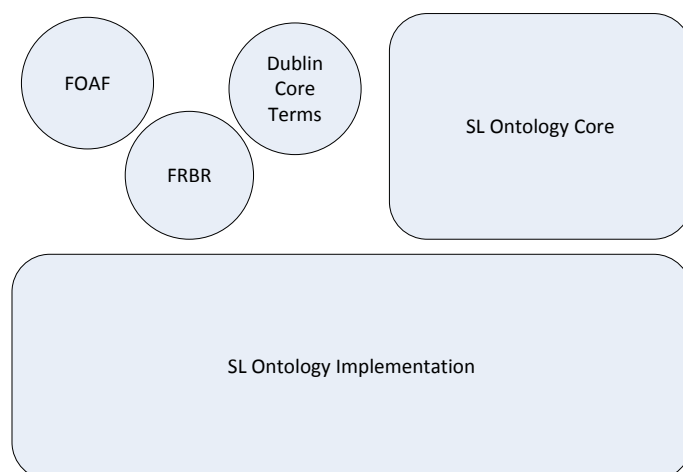 FOAF
Dublin
Core
Terms
SL Ontology Core
FRBR
SL Ontology Implementation